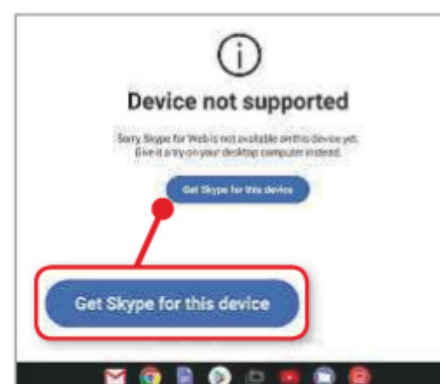 Device not supported
Sorry, Skype for Web is not available on this device yet.
Give it a try on your desktop computer instead.
Get Skype for this device
Get Skype for this device